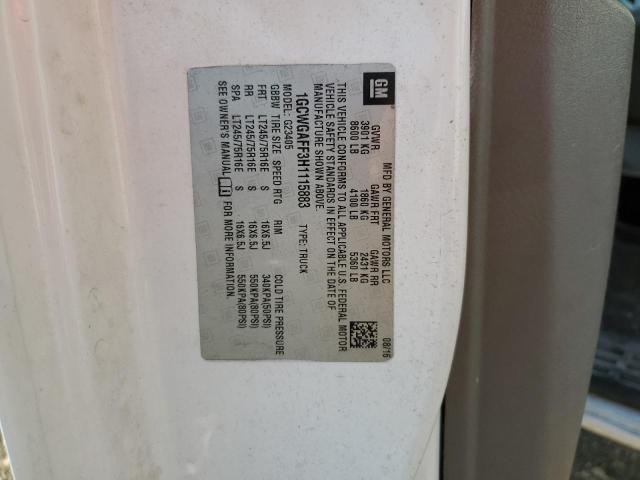 GM
MFD BY GENERAL MOTORS LLC
08/16
GVWR GAWR FRT GAWR RR
3901 KG 1860 KG 2431 KG
8600 LB 4100 LB 5360 LB
THIS VEHICLE CONFORMS TO ALL APPLICABLE U.S. FEDERAL MOTOR
VEHICLE SAFETY STANDARDS IN EFFECT ON THE DATE OF
MANUFACTURE SHOWN ABOVE.
1GCWGAFF3H1115883 TYPE: TRUCK
MODEL: G23405
GBBW TIRE SIZE SPEED RTG RIM COLD TIRE PRESSURE
FRT LT245/75R16E S 16X6.5J 340KPA(50PSI)
RR LT245/75R16E S 16X6.5J 550KPA(80PSI)
SPA LT245/75R16E S 16X6.5J 550KPA(80PSI)
SEE OWNER'S MANUAL FOR MORE INFORMATION.